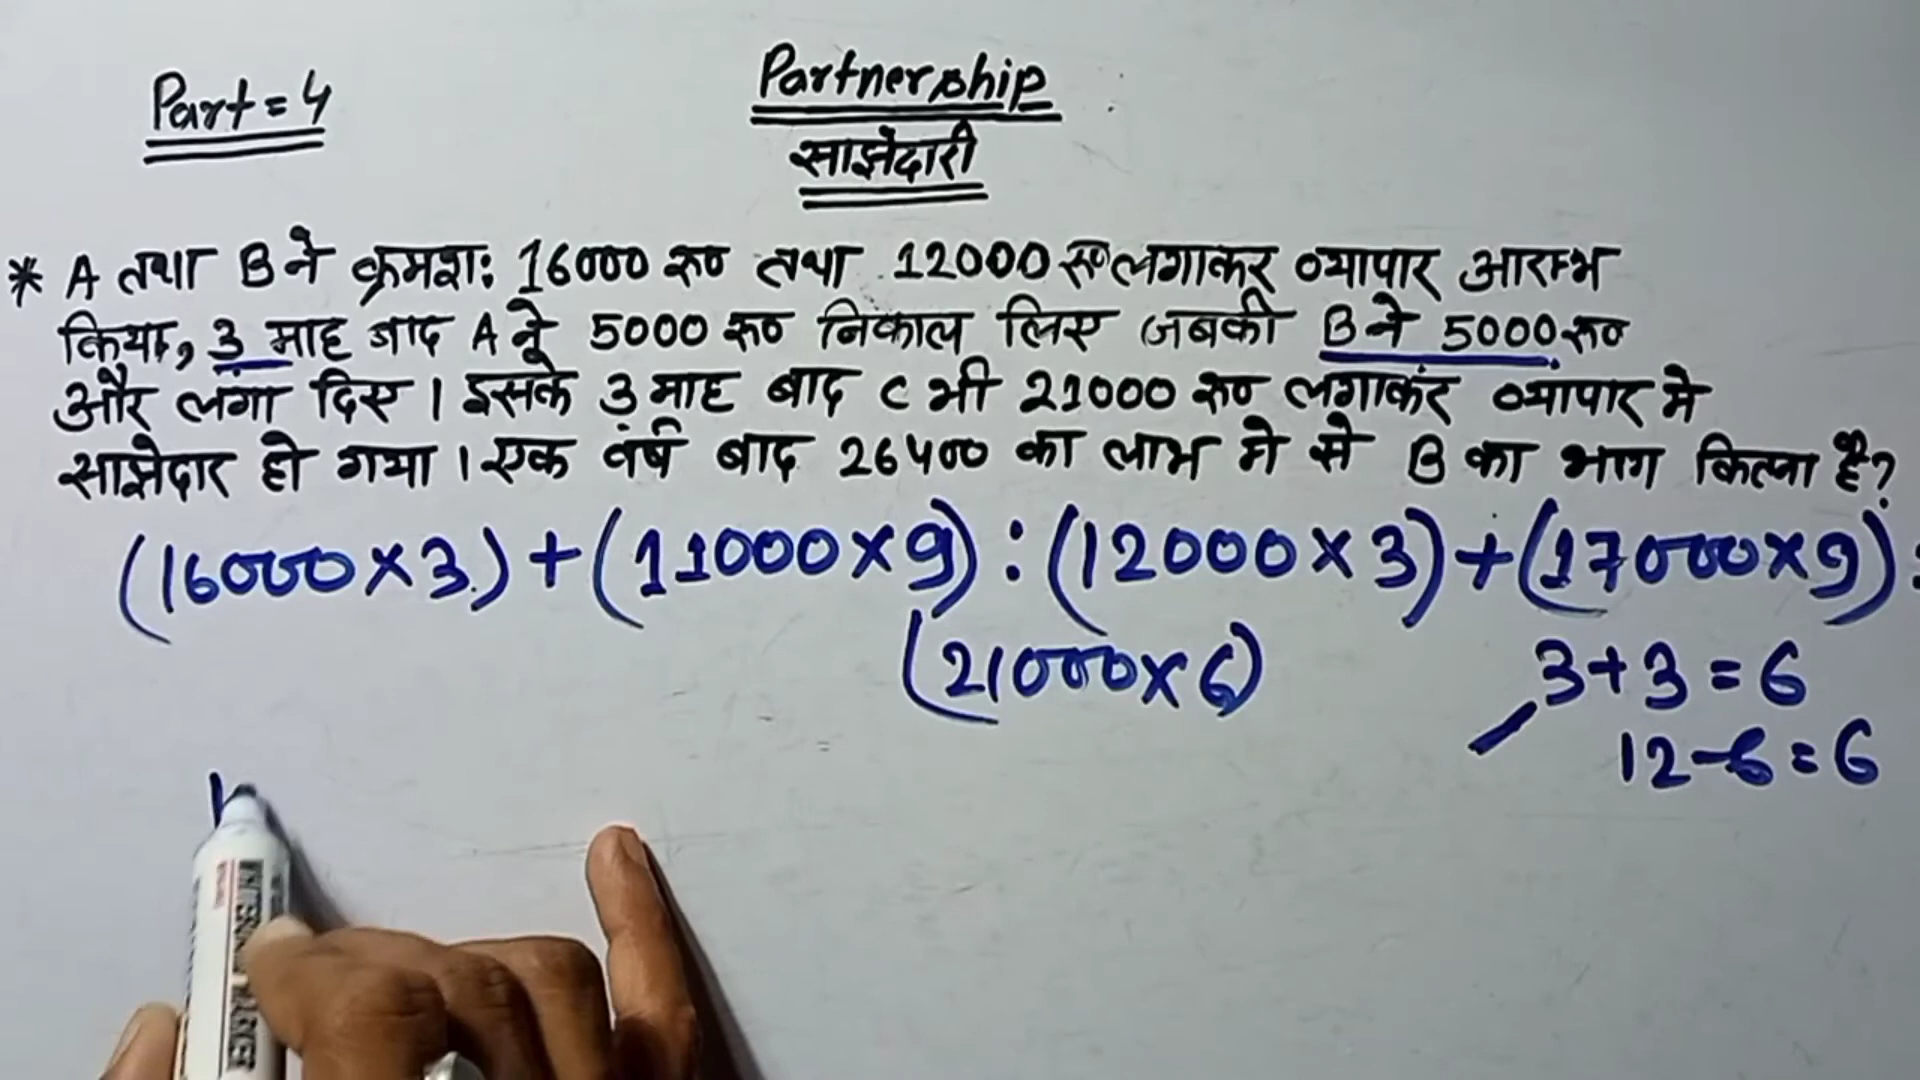 Part = 4
Partnership
साझेदारी
* A तथा B ने क्रमशः 16000 रू० तथा 12000 रू० लगाकर व्यापार आरम्भ
किया, 3 माह बाद A ने 5000 रू० निकाल लिए जबकी B ने 5000 रू०
और लगा दिए । इसके 3 माह बाद C भी 21000 रू० लगाकर व्यापार मे
साझेदार हो गया । एक वर्ष बाद 26400 का लाभ मे से B का भाग कितना है ?
(16000×3) + (11000×9) : (12000×3) + (17000×9) :
(21000×6)
3+3 = 6
12-6 = 6